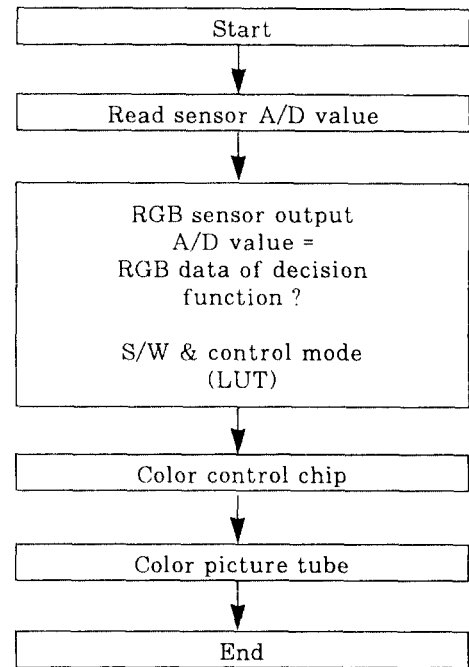 Start
Read sensor A/D value
RGB sensor output
A/D value =
RGB data of decision
function ?
S/W & control mode
(LUT)
Color control chip
Color picture tube
End